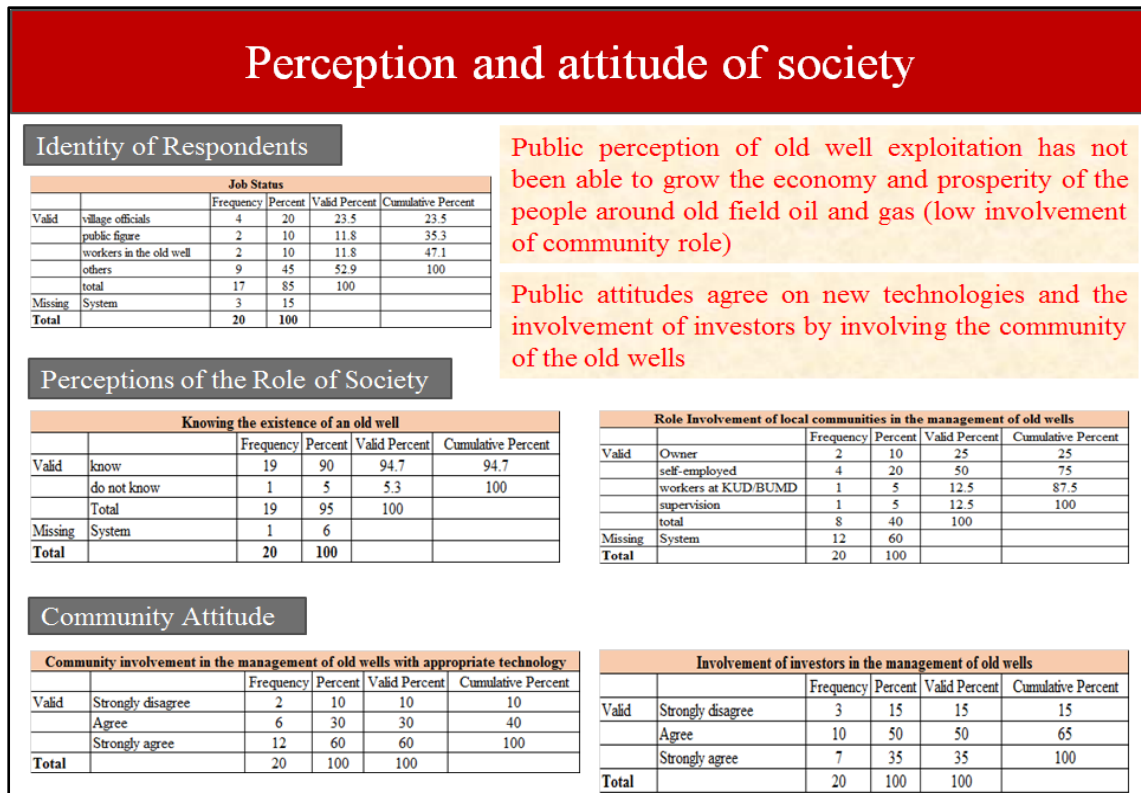 Perception and attitude of society
Identity of Respondents
Job Status
Frequency Percent Valid Percent Cumulative Percent
Valid village officials 4 20 23.5 23.5
public figure 2 10 11.8 35.3
workers in the old well 2 10 11.8 47.1
others 9 45 52.9 100
total 17 85 100
Missing System 3 15
Total 20 100
Public perception of old well exploitation has not
been able to grow the economy and prosperity of the
people around old field oil and gas (low involvement
of community role)
Public attitudes agree on new technologies and the
involvement of investors by involving the community
of the old wells
Perceptions of the Role of Society
Knowing the existence of an old well
Frequency Percent Valid Percent Cumulative Percent
Valid know 19 90 94.7 94.7
do not know 1 5 5.3 100
Total 19 95 100
Missing System 1 6
Total 20 100
Role Involvement of local communities in the management of old wells
Frequency Percent Valid Percent Cumulative Percent
Valid Owner 2 10 25 25
self-employed 4 20 50 75
workers at KUD/BUMD 1 5 12.5 87.5
supervision 1 5 12.5 100
total 8 40 100
Missing System 12 60
Total 20 100
Community Attitude
Community involvement in the management of old wells with appropriate technology
Frequency Percent Valid Percent Cumulative Percent
Valid Strongly disagree 2 10 10 10
Agree 6 30 30 40
Strongly agree 12 60 60 100
Total 20 100 100
Involvement of investors in the management of old wells
Frequency Percent Valid Percent Cumulative Percent
Valid Strongly disagree 3 15 15 15
Agree 10 50 50 65
Strongly agree 7 35 35 100
Total 20 100 100